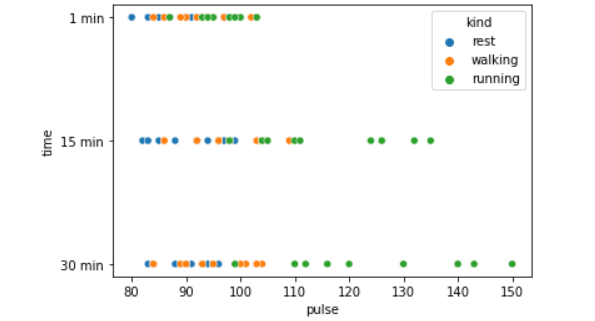 kind
rest
walking
running
1 min
15 min
30 min
time
80 90 100 110 120 130 140 150
pulse